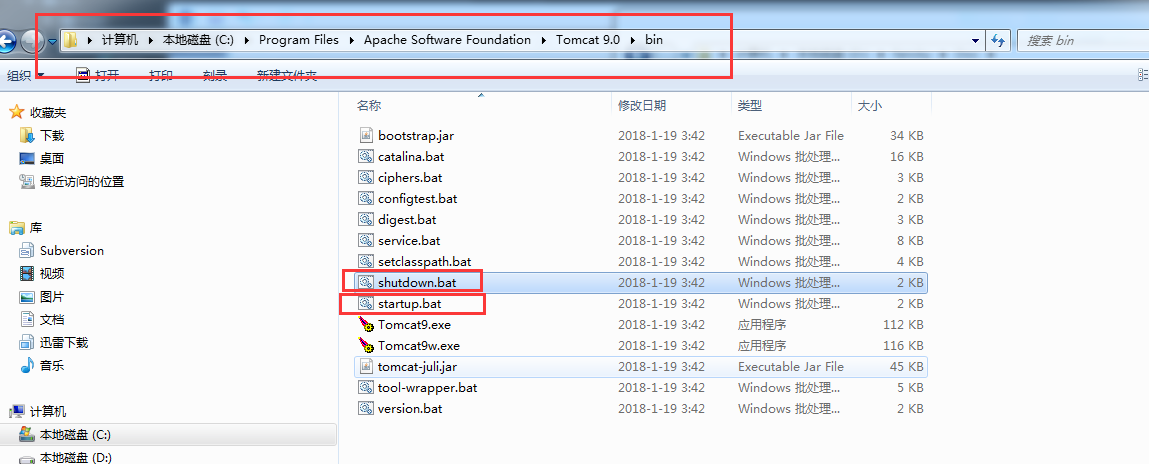 计算机 本地磁盘 (C:) Program Files Apache Software Foundation Tomcat 9.0 bin 搜索 bin
组织 打开 打印 刻录 新建文件夹
收藏夹
下载
桌面
最近访问的位置
库
Subversion
视频
图片
文档
迅雷下载
音乐
计算机
本地磁盘 (C:)
本地磁盘 (D:)
名称 修改日期 类型 大小
bootstrap.jar 2018-1-19 3:42 Executable Jar File 34 KB
catalina.bat 2018-1-19 3:42 Windows 批处理... 16 KB
ciphers.bat 2018-1-19 3:42 Windows 批处理... 3 KB
configtest.bat 2018-1-19 3:42 Windows 批处理... 2 KB
digest.bat 2018-1-19 3:42 Windows 批处理... 3 KB
service.bat 2018-1-19 3:42 Windows 批处理... 8 KB
setclasspath.bat 2018-1-19 3:42 Windows 批处理... 4 KB
shutdown.bat 2018-1-19 3:42 Windows 批处理... 2 KB
startup.bat 2018-1-19 3:42 Windows 批处理... 2 KB
Tomcat9.exe 2018-1-19 3:42 应用程序 112 KB
Tomcat9w.exe 2018-1-19 3:42 应用程序 116 KB
tomcat-juli.jar 2018-1-19 3:42 Executable Jar File 45 KB
tool-wrapper.bat 2018-1-19 3:42 Windows 批处理... 5 KB
version.bat 2018-1-19 3:42 Windows 批处理... 2 KB